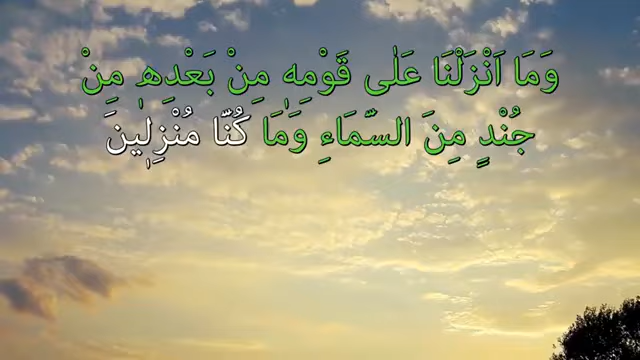 وَمَا اَنْزَلْنَا عَلٰى قَوْمِه۪ مِنْ بَعْدِه۪ مِنْ
جُنْدٍ مِنَ السَّمَاءِ وَمَا كُنَّا مُنْزِل۪ينَ